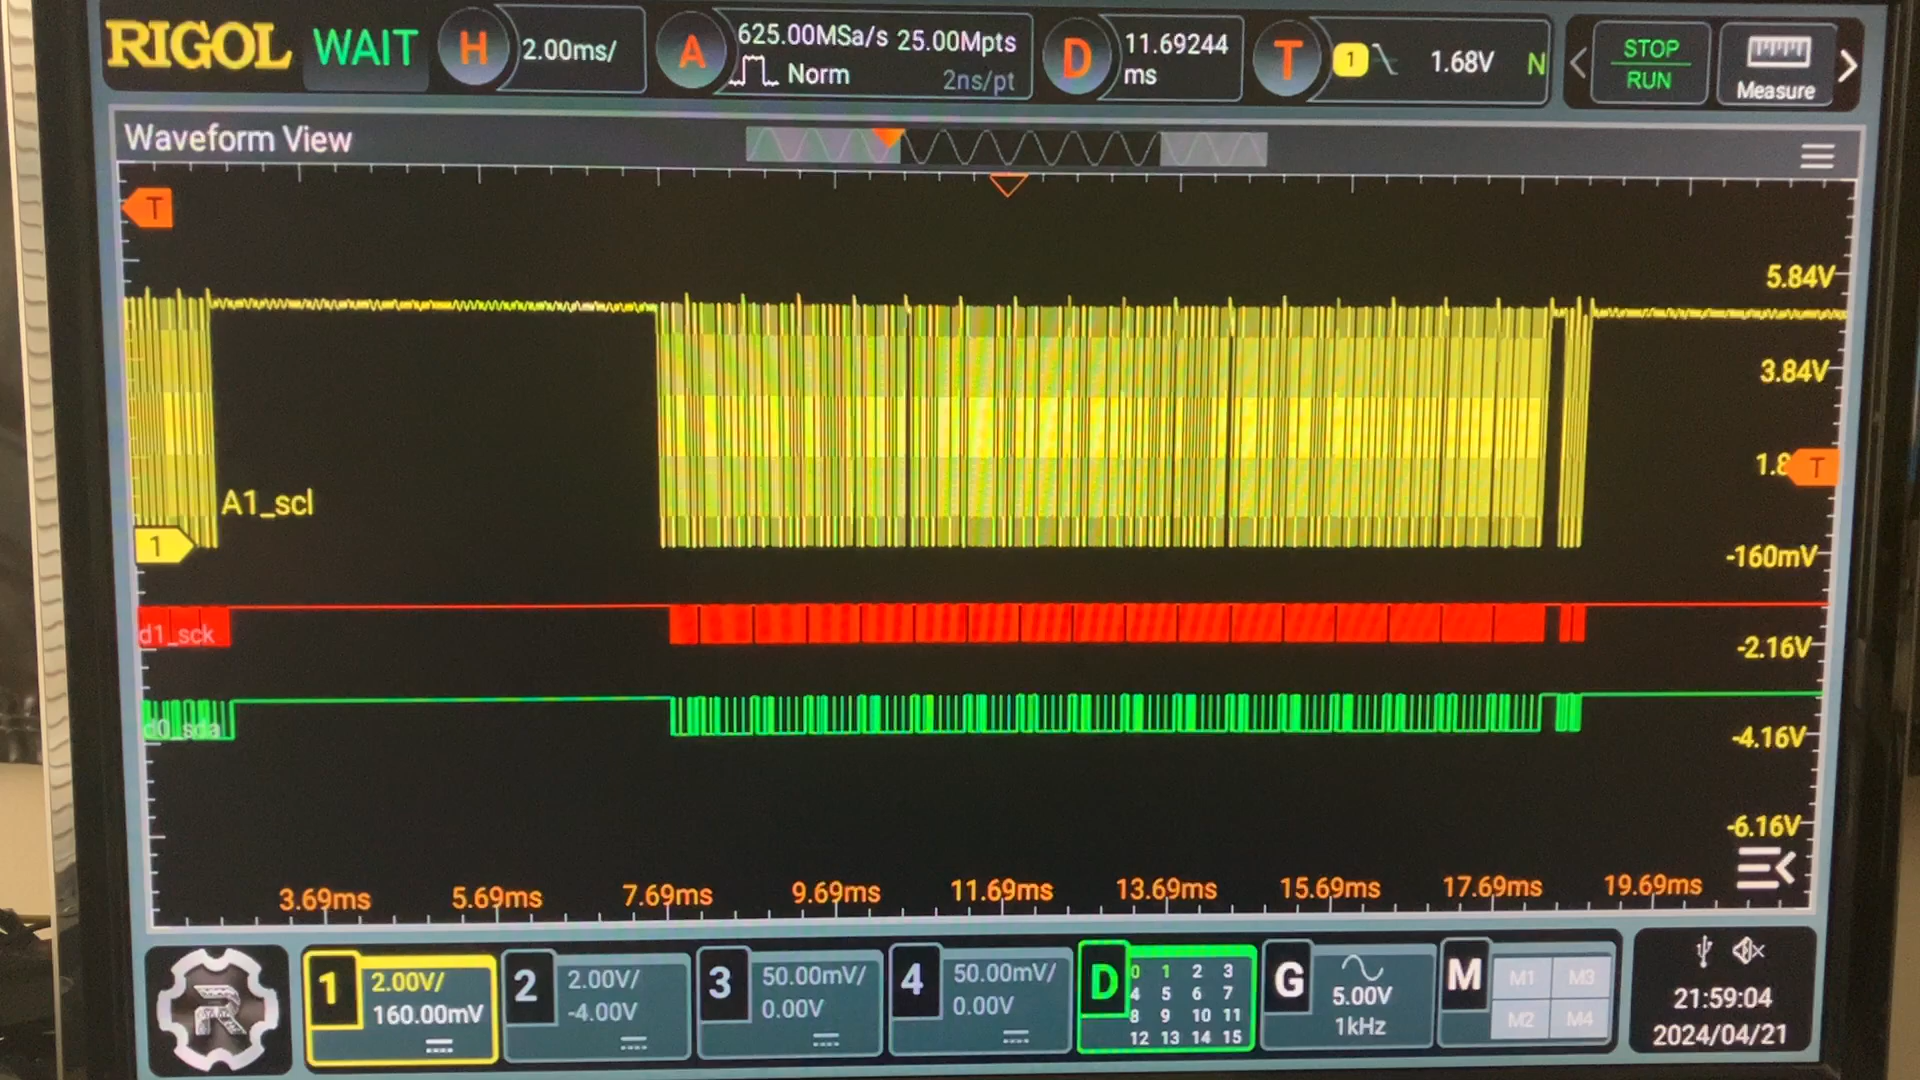 RIGOL WAIT H 2.00ms/ A 625.00MSa/s 25.00Mpts
Norm 2ns/pt
D 11.69244
ms
T 1 1.68V N
STOP
RUN
Measure
Waveform View
T
5.84V
3.84V
1.8 T
A1_scl
1
-160mV
d1_sck
-2.16V
d0_sda
-4.16V
-6.16V
3.69ms 5.69ms 7.69ms 9.69ms 11.69ms 13.69ms 15.69ms 17.69ms 19.69ms
R
1 2.00V/
160.00mV
2 2.00V/
-4.00V
3 50.00mV/
0.00V
4 50.00mV/
0.00V
D 0 1 2 3
4 5 6 7
8 9 10 11
12 13 14 15
G 5.00V
1kHz
M M1 M3
M2 M4
21:59:04
2024/04/21